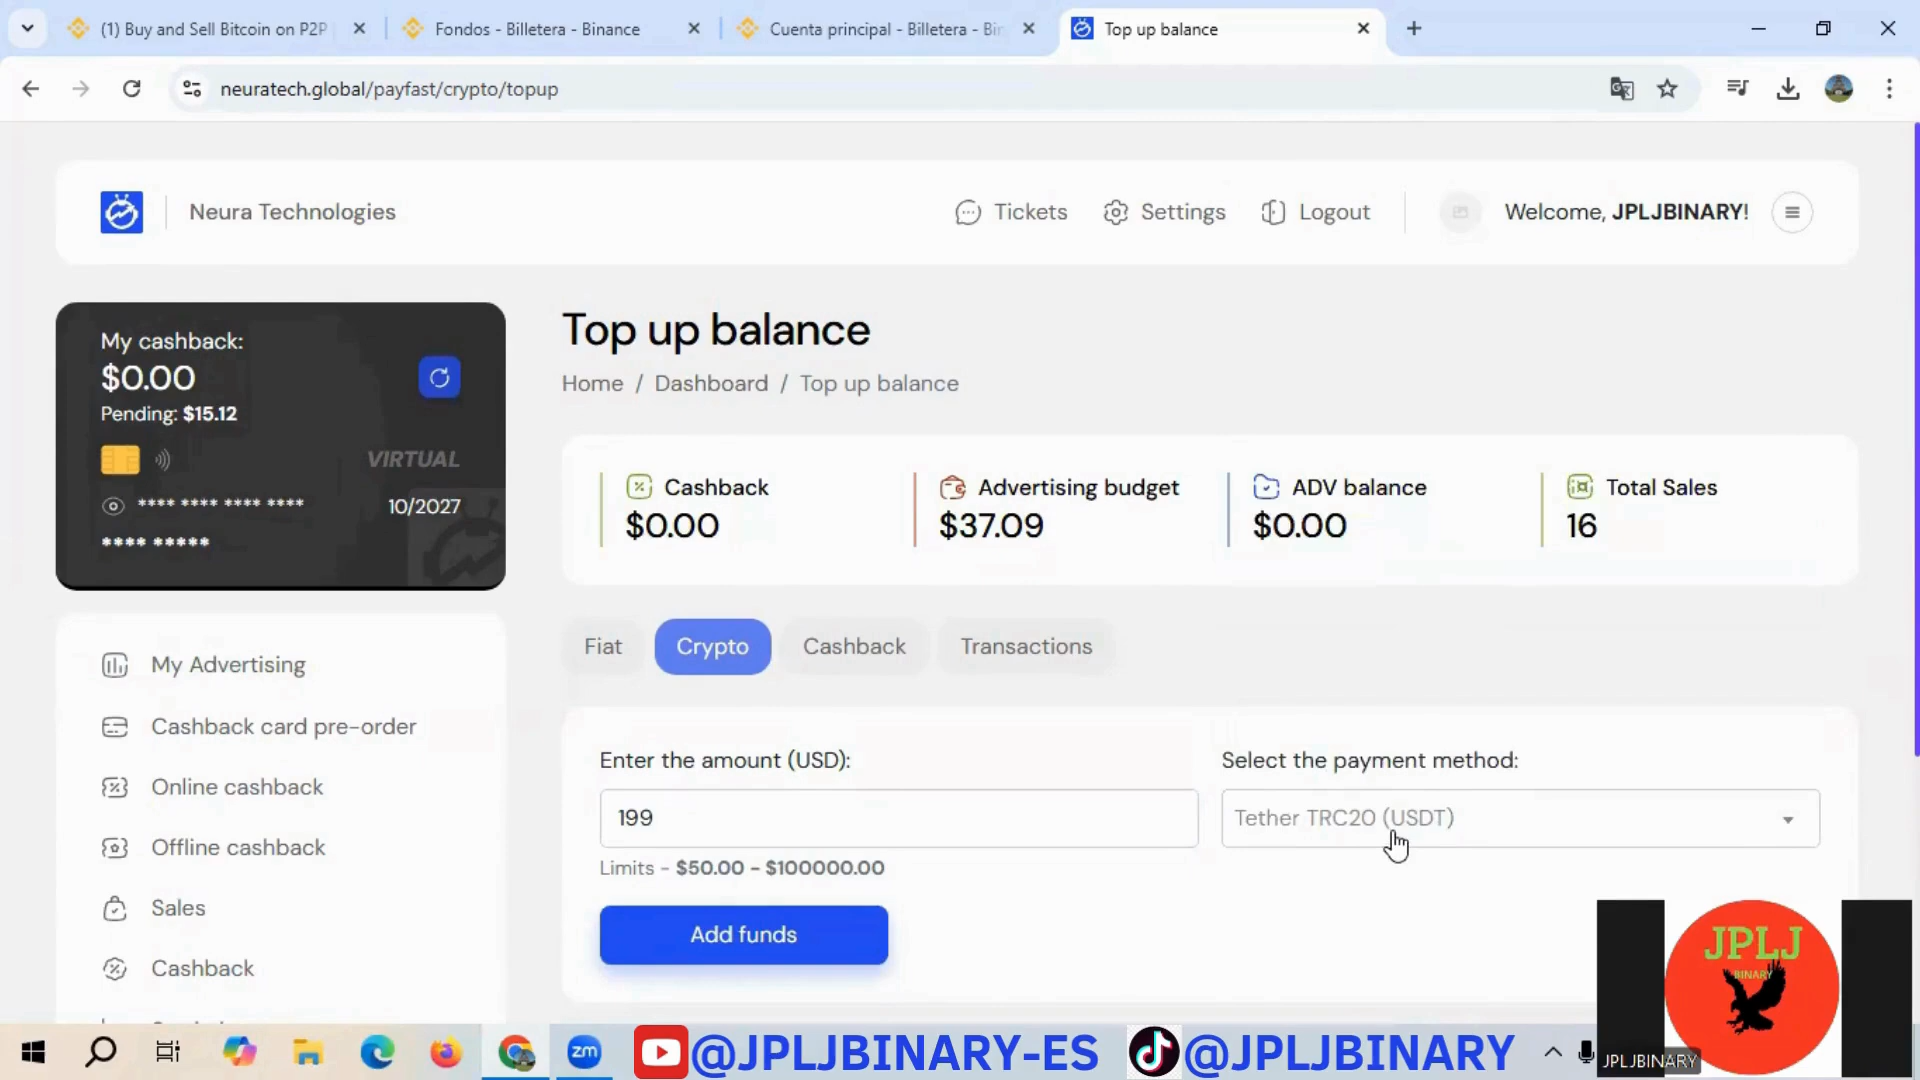 (1) Buy and Sell Bitcoin on P2P
Fondos - Billetera - Binance
Cuenta principal - Billetera - Bin
Top up balance
neuratech.global/payfast/crypto/topup
Neura Technologies
Tickets
Settings
Logout
Welcome, JPLJBINARY!
My cashback:
$0.00
Pending: $15.12
VIRTUAL
**** **** **** ****
10/2027
**** *****
Top up balance
Home / Dashboard / Top up balance
Cashback
$0.00
Advertising budget
$37.09
ADV balance
$0.00
Total Sales
16
My Advertising
Cashback card pre-order
Online cashback
Offline cashback
Sales
Cashback
Fiat
Crypto
Cashback
Transactions
Enter the amount (USD):
199
Limits - $50.00 - $100000.00
Add funds
Select the payment method:
Tether TRC20 (USDT)
JPLJ
BINARY
JPLJBINARY
zm
@JPLJBINARY-ES
@JPLJBINARY